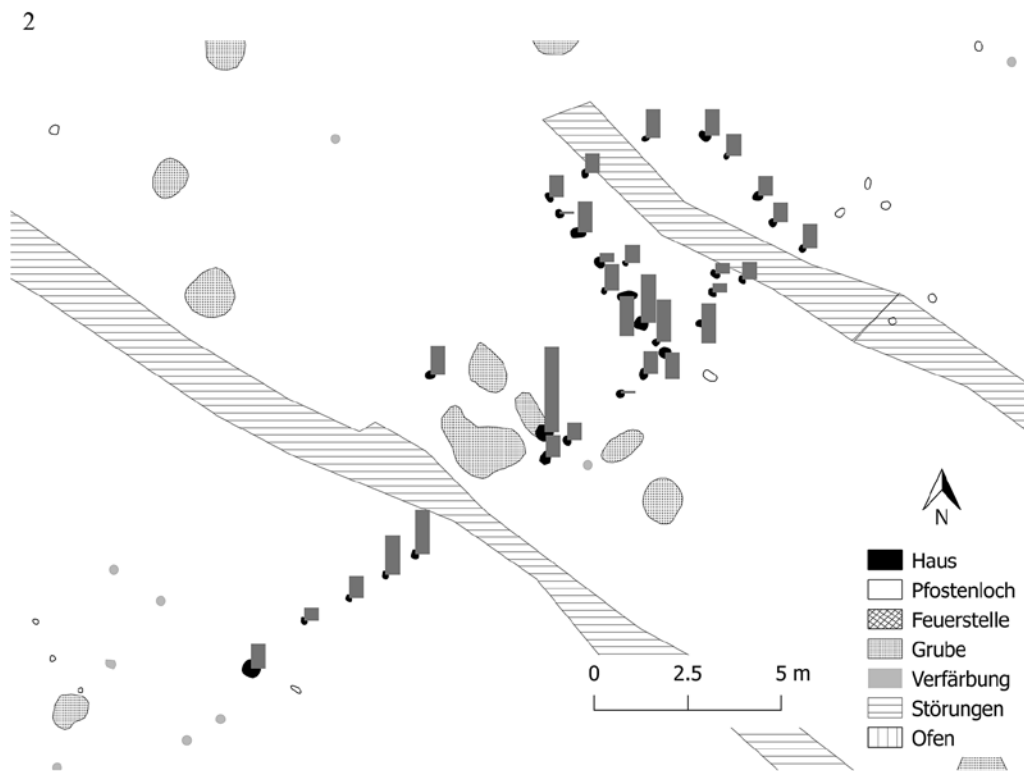 2
N
Haus
Pfostenloch
Feuerstelle
Grube
Verfärbung
Störungen
Ofen
0 2.5 5 m